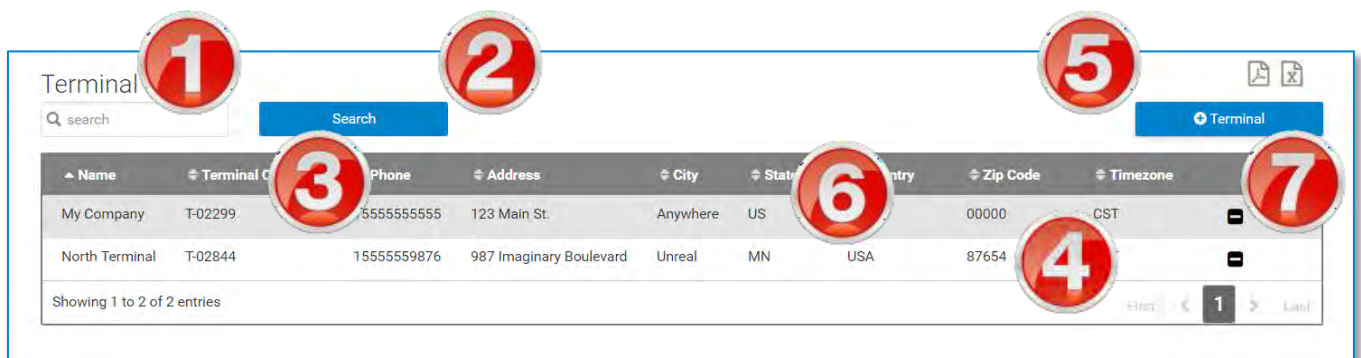 1 2 5
Terminal
search Search Terminal
3 6 7
Name Terminal Phone Address City State Zip Code Timezone
My Company T-02299 15555555555 123 Main St. Anywhere US 00000 CST
4
North Terminal T-02844 15555559876 987 Imaginary Boulevard Unreal MN USA 87654
Showing 1 to 2 of 2 entries First < 1 > Last